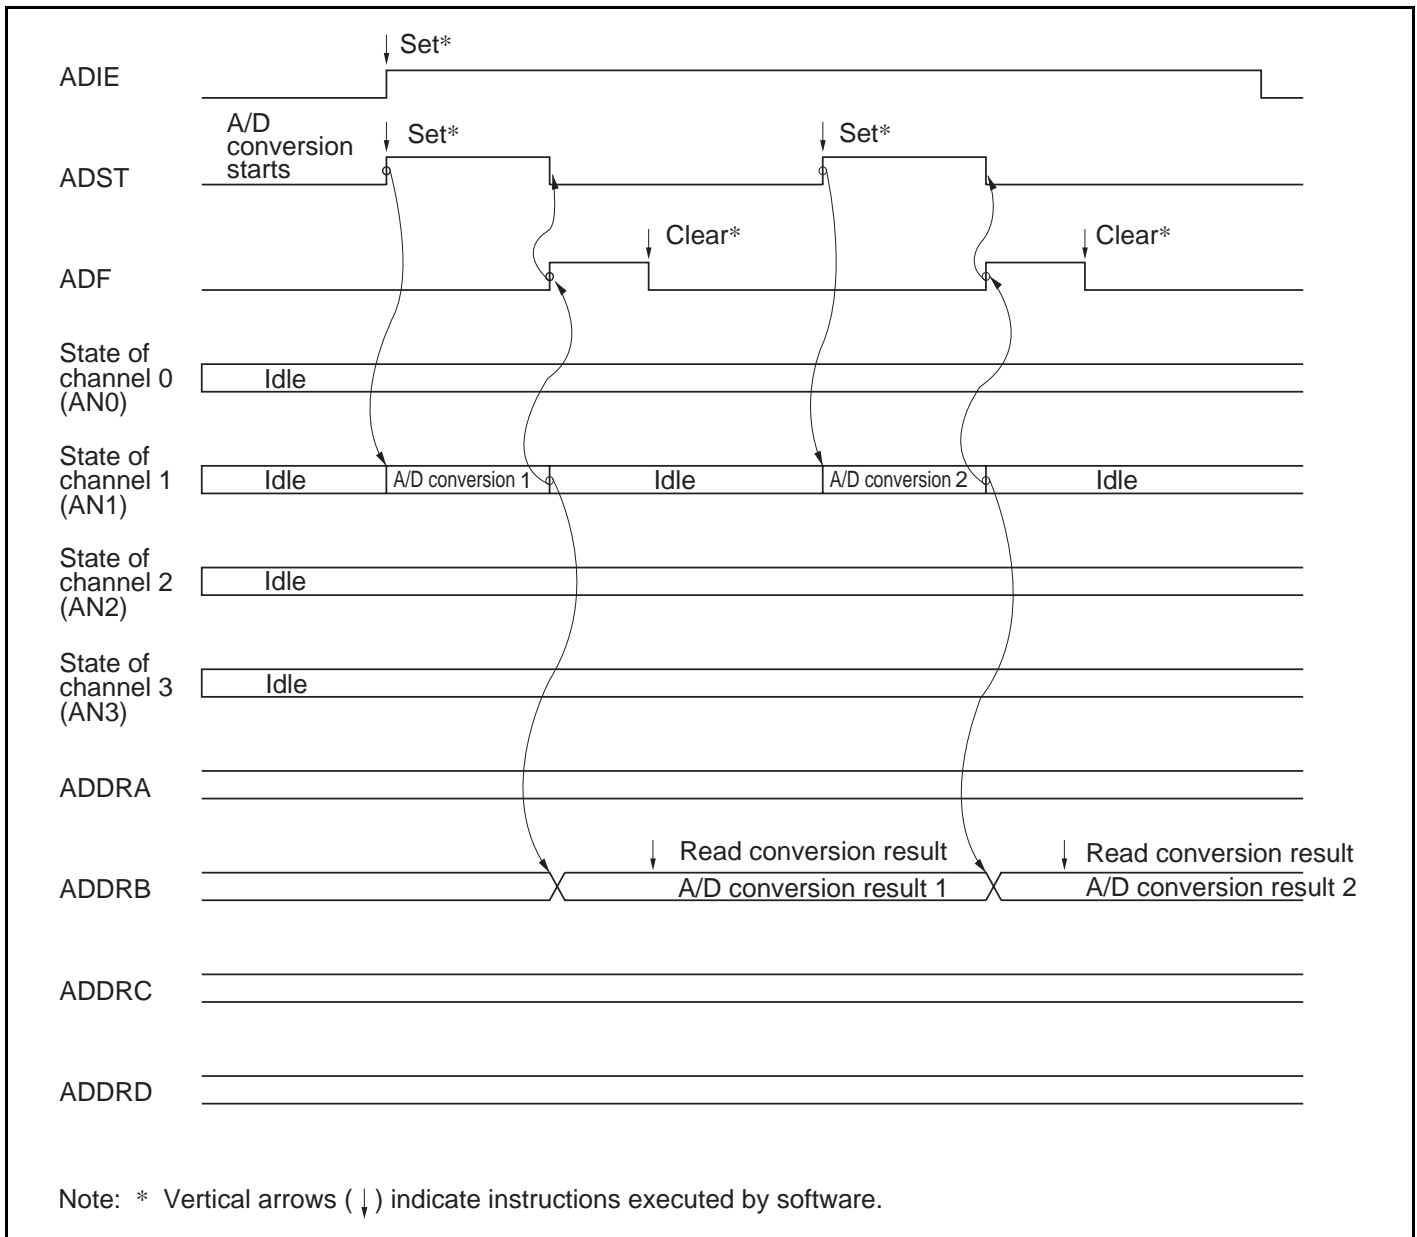 Set*
ADIE
A/D
conversion
starts
Set*
Set*
ADST
Clear*
Clear*
ADF
State of
channel 0
(AN0)
Idle
State of
channel 1
(AN1)
Idle
A/D conversion 1
Idle
A/D conversion 2
Idle
State of
channel 2
(AN2)
Idle
State of
channel 3
(AN3)
Idle
ADDRA
Read conversion result
Read conversion result
ADDRB
A/D conversion result 1
A/D conversion result 2
ADDRC
ADDRD
Note: * Vertical arrows (↓) indicate instructions executed by software.